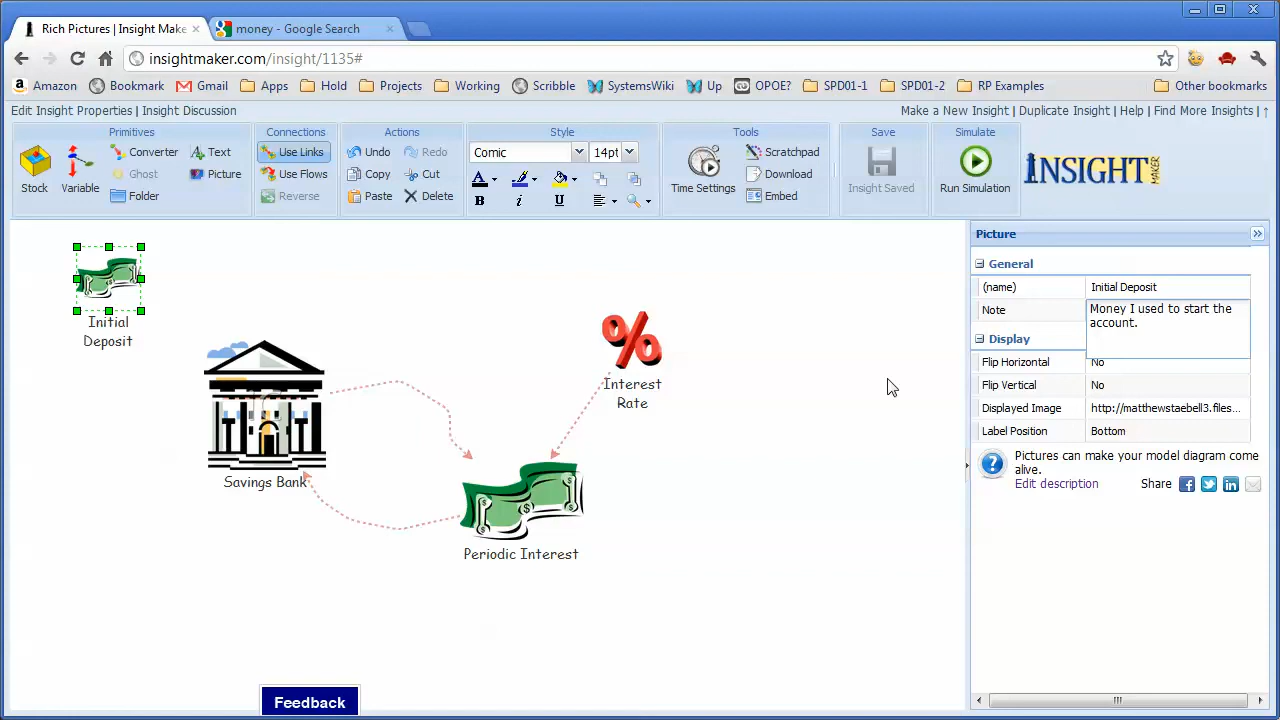 Rich Pictures | Insight Make
money - Google Search
insightmaker.com/insight/1135#
Amazon Bookmark Gmail Apps Hold Projects Working Scribble SystemsWiki Up OPOE? SPD01-1 SPD01-2 RP Examples Other bookmarks
Edit Insight Properties | Insight Discussion
Make a New Insight | Duplicate Insight | Help | Find More Insights | ↑
Primitives Connections Actions Style Tools Save Simulate
Converter Text Use Links Undo Redo Comic 14pt Scratchpad
Ghost Picture Use Flows Copy Cut Download
Stock Variable Time Settings Insight Saved Run Simulation
Folder Reverse Paste Delete B i U Embed
INSIGHT
MAKER
Initial
Deposit
Savings Bank
Interest
Rate
Periodic Interest
Picture
General
(name) Initial Deposit
Note Money I used to start the
account.
Display
Flip Horizontal No
Flip Vertical No
Displayed Image http://matthewstaebell3.files...
Label Position Bottom
Pictures can make your model diagram come
alive.
Edit description Share
Feedback